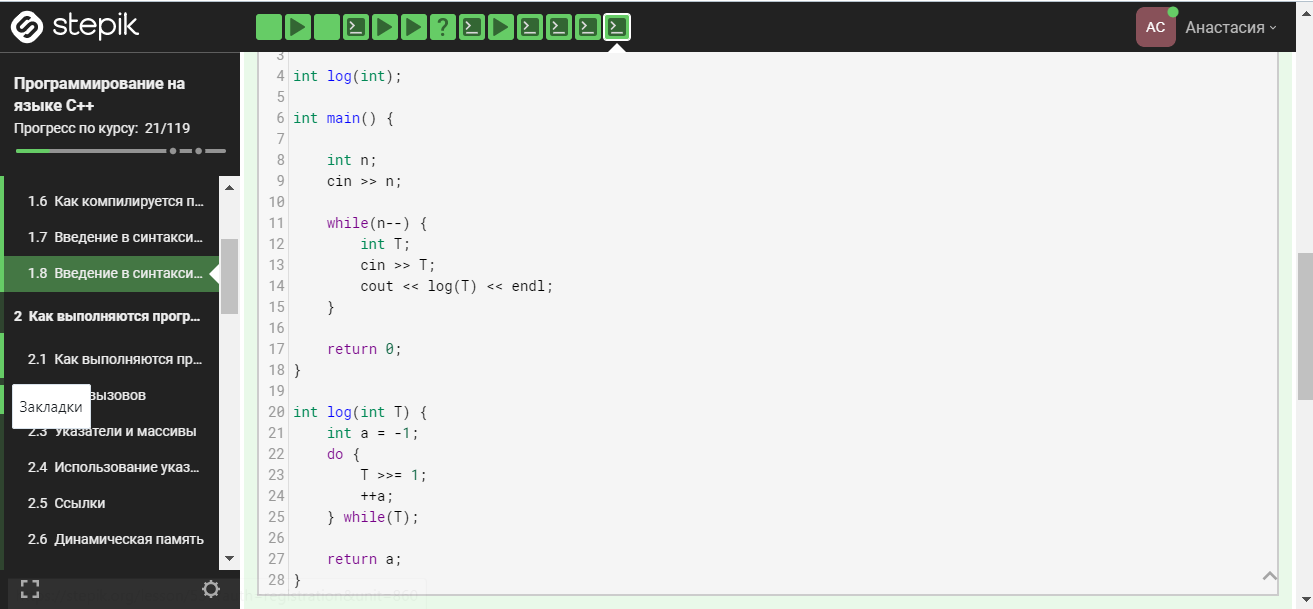 stepik
?
АС
Анастасия
Программирование на
языке C++
Прогресс по курсу: 21/119
1.6 Как компилируется п...
1.7 Введение в синтакси...
1.8 Введение в синтакси...
2 Как выполняются прогр...
2.1 Как выполняются пр...
вызовов
Закладки
2.3 Указатели и массивы
2.4 Использование указ...
2.5 Ссылки
2.6 Динамическая память
3
4 int log(int);
5
6 int main() {
7
8     int n;
9     cin >> n;
10
11     while(n--) {
12         int T;
13         cin >> T;
14         cout << log(T) << endl;
15     }
16
17     return 0;
18 }
19
20 int log(int T) {
21     int a = -1;
22     do {
23         T >>= 1;
24         ++a;
25     } while(T);
26
27     return a;
28 }